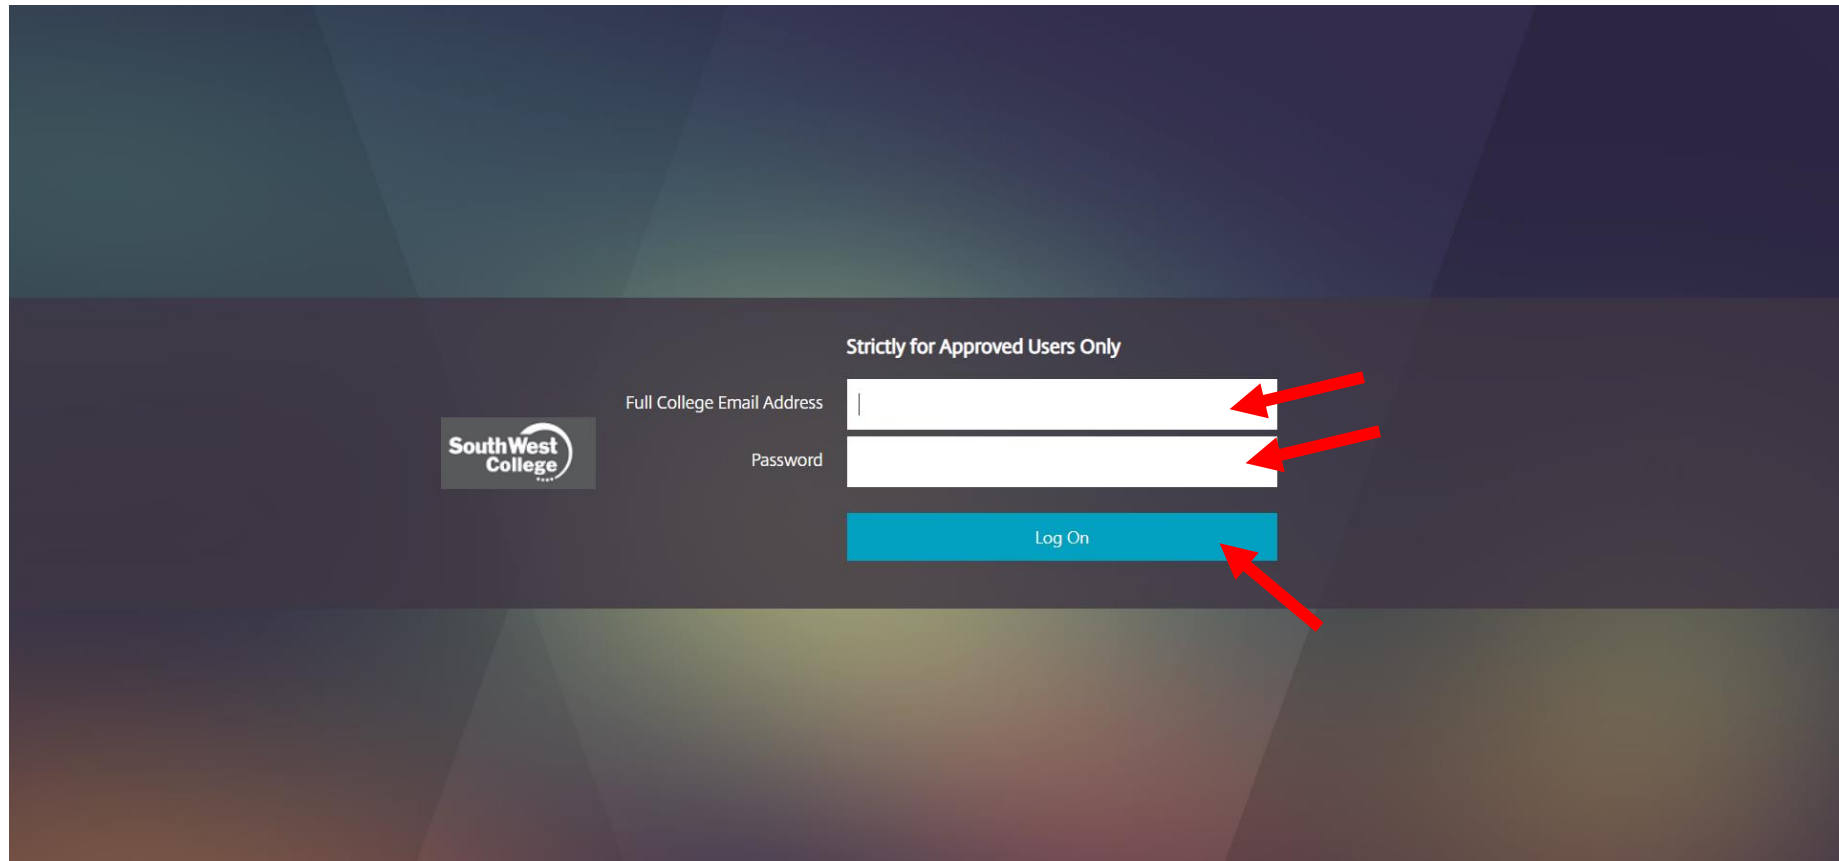 Strictly for Approved Users Only
Full College Email Address
SouthWest
College
Password
Log On